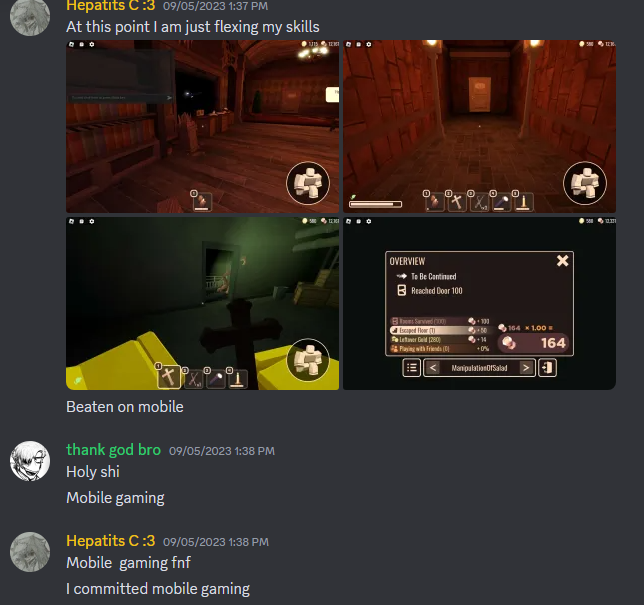 Hepatits C :3 09/05/2023 1:37 PM
At this point I am just flexing my skills
OVERVIEW
To Be Continued
Reached Door 100
Rooms Survived (100) + 100
Escaped Floor (1) + 50
Leftover Gold (280) + 14
Playing with Friends (0) +0%
164 × 1.00 =
164
ManipulationOfSalad
Beaten on mobile
thank god bro 09/05/2023 1:38 PM
Holy shi
Mobile gaming
Hepatits C :3 09/05/2023 1:38 PM
Mobile gaming fnf
I committed mobile gaming